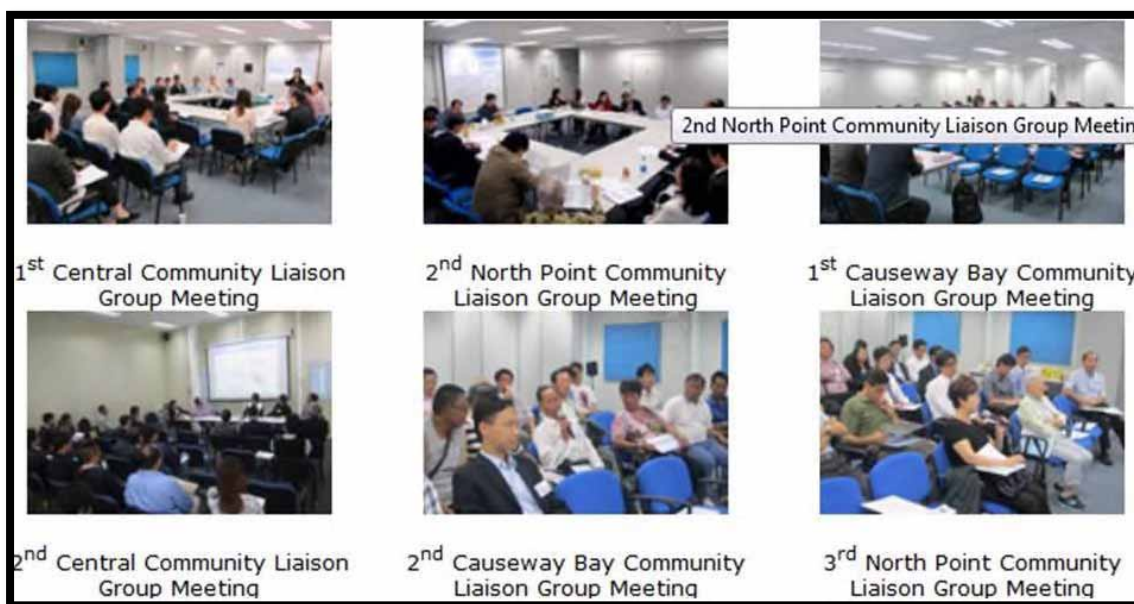 2nd North Point Community Liaison Group Meetin
1st Central Community Liaison
Group Meeting
2nd North Point Community
Liaison Group Meeting
1st Causeway Bay Community
Liaison Group Meeting
2nd Central Community Liaison
Group Meeting
2nd Causeway Bay Community
Liaison Group Meeting
3rd North Point Community
Liaison Group Meeting